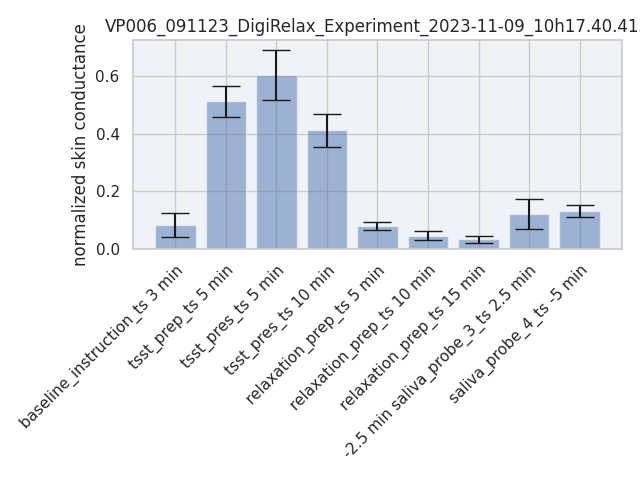 VP006_091123_DigiRelax_Experiment_2023-11-09_10h17.40.41
normalized skin conductance
0.6
0.4
0.2
0.0
baseline_instruction_ts 3 min
tsst_prep_ts 5 min
tsst_pres_ts 5 min
tsst_pres_ts 10 min
relaxation_prep_ts 5 min
relaxation_prep_ts 10 min
relaxation_prep_ts 15 min
-2.5 min saliva_probe_3_ts 2.5 min
saliva_probe_4_ts -5 min